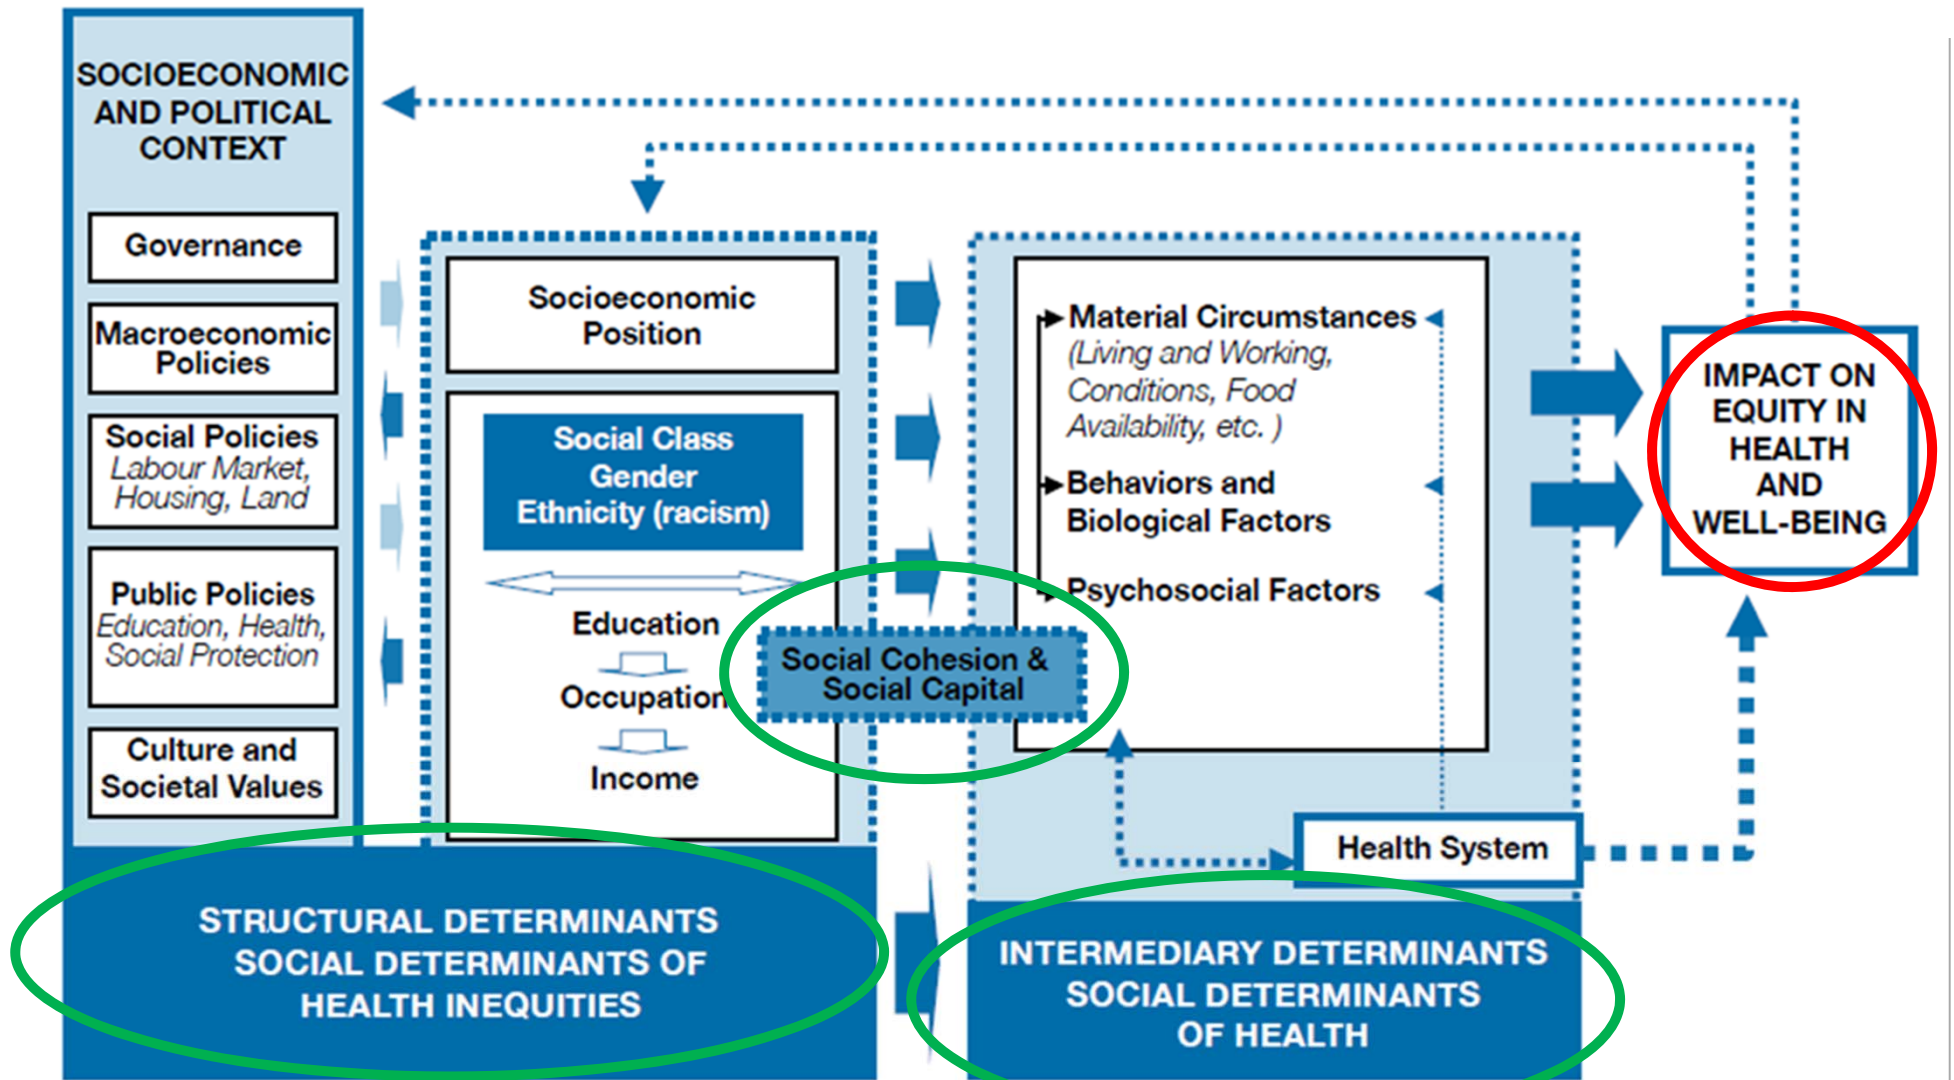 SOCIOECONOMIC
AND POLITICAL
CONTEXT
Governance
Macroeconomic
Policies
Social Policies
Labour Market,
Housing, Land
Public Policies
Education, Health,
Social Protection
Culture and
Societal Values
Socioeconomic
Position
Social Class
Gender
Ethnicity (racism)
Education
Occupation
Income
Social Cohesion &
Social Capital
Material Circumstances
(Living and Working,
Conditions, Food
Availability, etc. )
Behaviors and
Biological Factors
Psychosocial Factors
Health System
IMPACT ON
EQUITY IN
HEALTH
AND
WELL-BEING
STRUCTURAL DETERMINANTS
SOCIAL DETERMINANTS OF
HEALTH INEQUITIES
INTERMEDIARY DETERMINANTS
SOCIAL DETERMINANTS
OF HEALTH